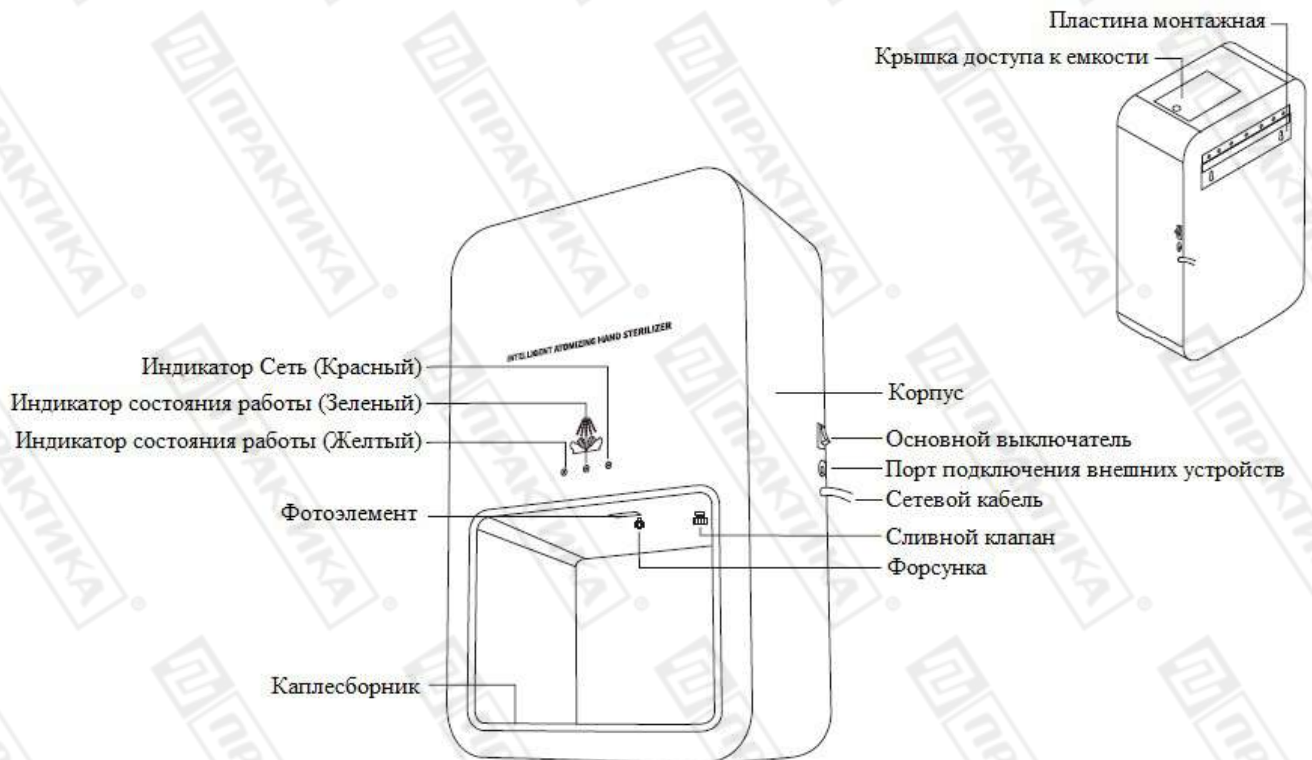 Пластина монтажная
Крышка доступа к емкости
INTELLIGENT ATOMIZING HAND STERILIZER
Индикатор Сеть (Красный)
Индикатор состояния работы (Зеленый)
Индикатор состояния работы (Желтый)
Фотоэлемент
Каплесборник
Корпус
Основной выключатель
Порт подключения внешних устройств
Сетевой кабель
Сливной клапан
Форсунка
ПРАКТИКА®